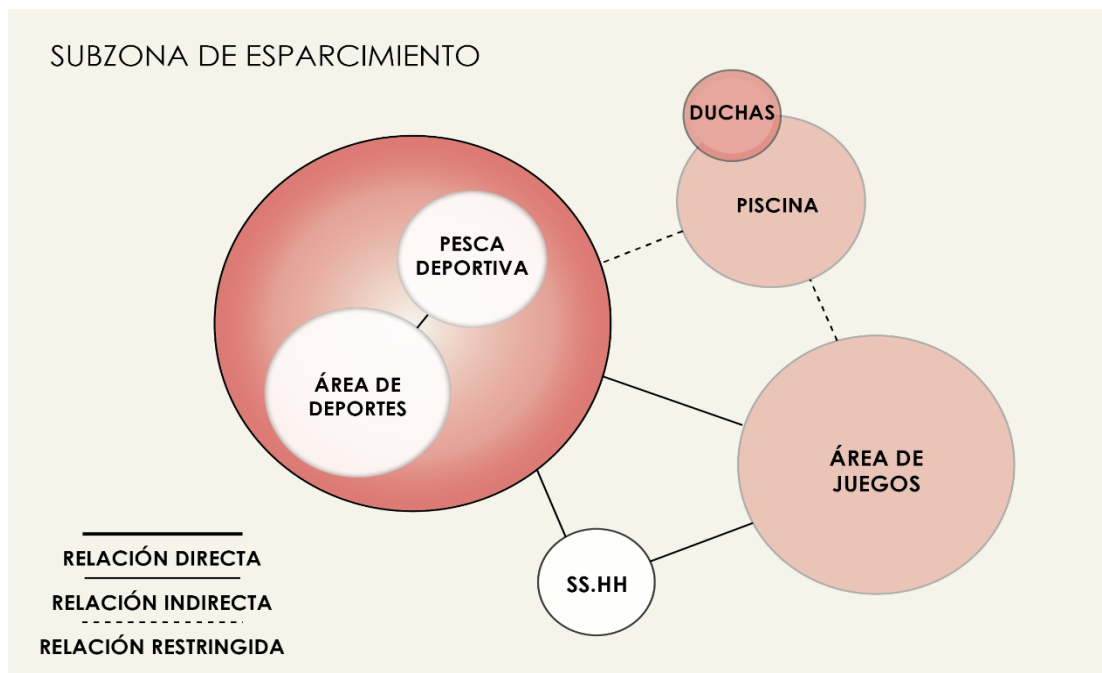 SUBZONA DE ESPARCIMIENTO
DUCHAS
PISCINA
PESCA
DEPORTIVA
ÁREA DE
DEPORTES
ÁREA DE
JUEGOS
SS.HH
RELACIÓN DIRECTA
RELACIÓN INDIRECTA
RELACIÓN RESTRINGIDA